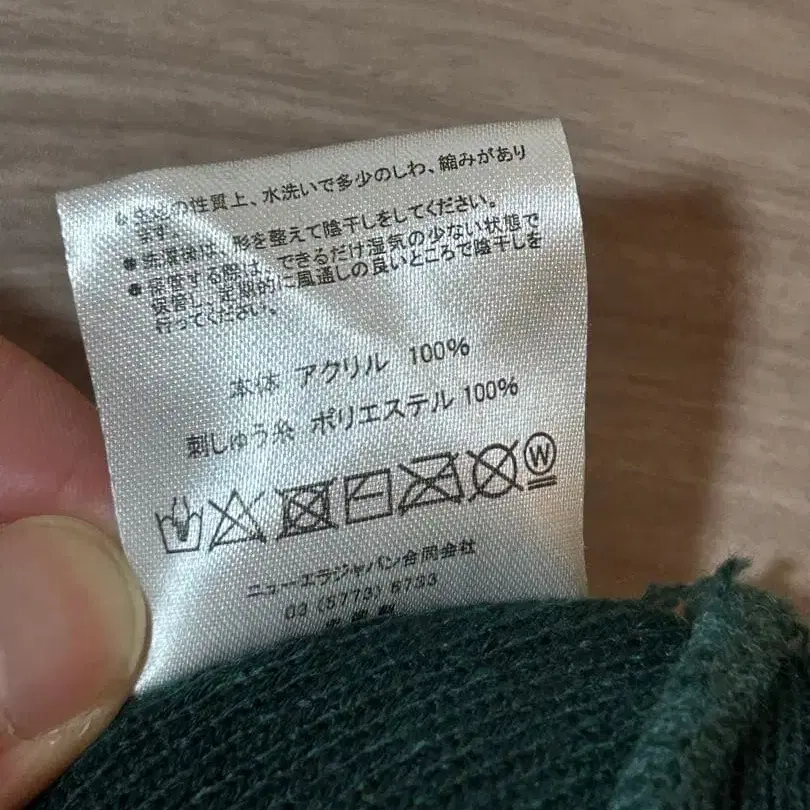 の性質上、水洗いで多少のしわ、縮みがあり
ます。
● 洗濯後は、形を整えて陰干しをしてください。
● 保管する際は、できるだけ湿気の少ない状態で
保管し、定期的に風通しの良いところで陰干しを
行ってください。
本体 アクリル 100%
刺しゅう糸 ポリエステル 100%
W
ニューエラジャパン合同会社
03 (5773) 5733